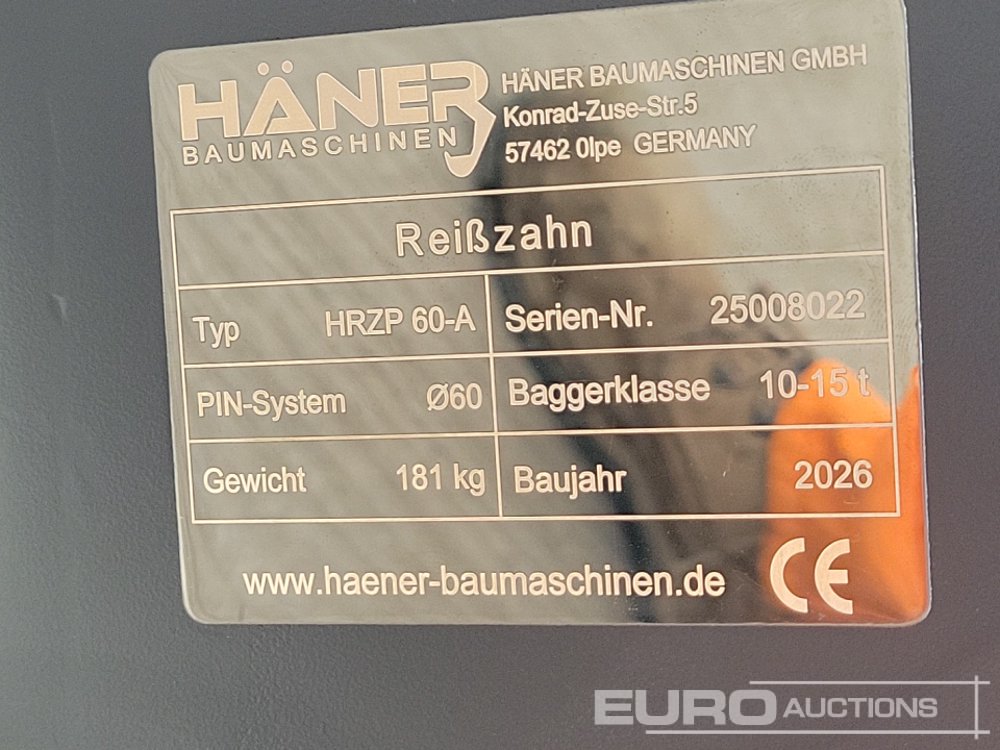 HÄNER
BAUMASCHINEN
HÄNER BAUMASCHINEN GMBH
Konrad-Zuse-Str.5
57462 Olpe GERMANY
Reißzahn
Typ HRZP 60-A Serien-Nr. 25008022
PIN-System Ø60 Baggerklasse 10-15 t
Gewicht 181 kg Baujahr 2026
www.haener-baumaschinen.de CE
EURO AUCTIONS